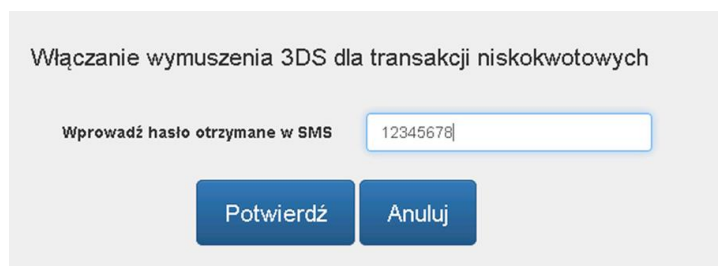 Włączanie wymuszenia 3DS dla transakcji niskokwotowych
Wprowadź hasło otrzymane w SMS 12345678
Potwierdź Anuluj